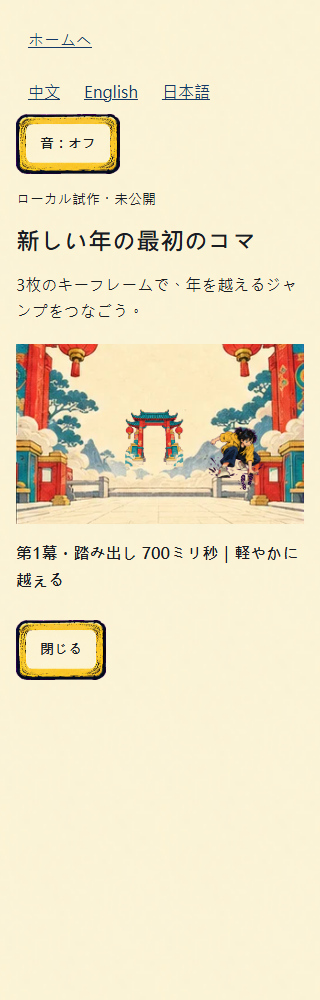 ホームへ
中文 English 日本語
音：オフ
ローカル試作・未公開
新しい年の最初のコマ
3枚のキーフレームで、年を越えるジャ
ンプをつなごう。
第1幕・踏み出し 700ミリ秒｜軽やかに
越える
閉じる